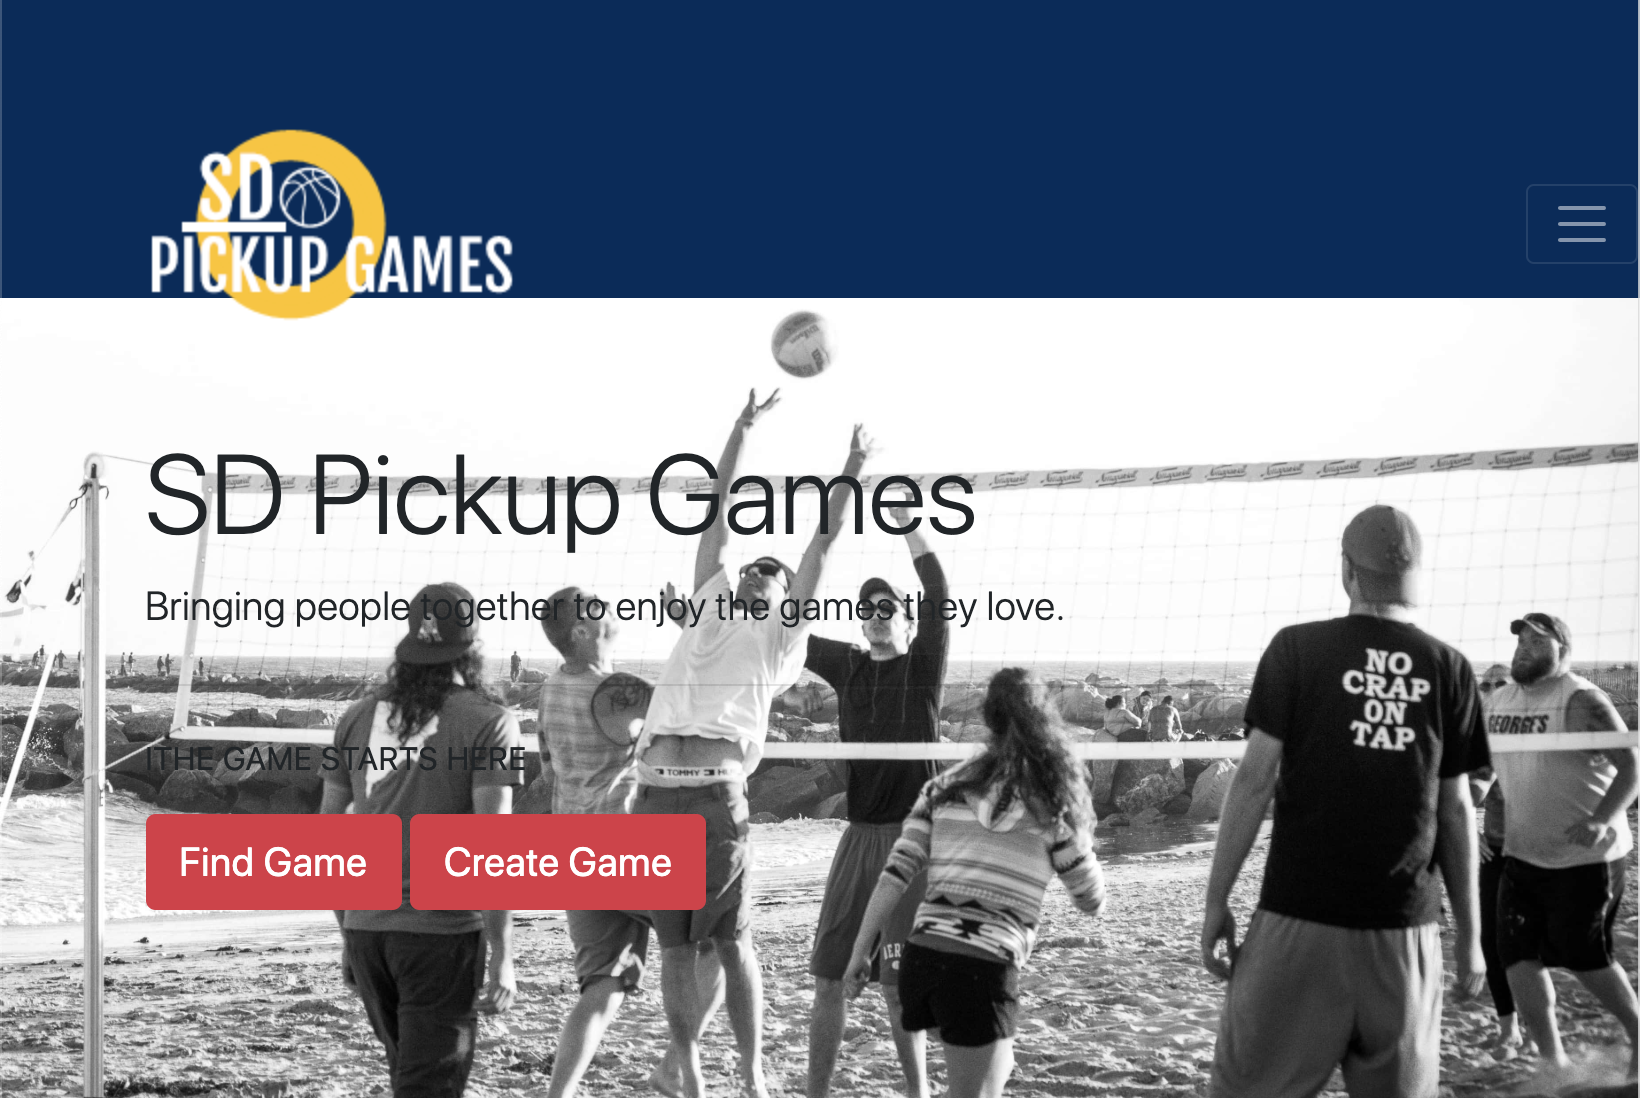 SD
PICKUP GAMES
SD Pickup Games
Bringing people together to enjoy the games they love.
!THE GAME STARTS HERE
Find Game
Create Game
NO
CRAP
ON
TAP
GEORGE'S
TOMMY